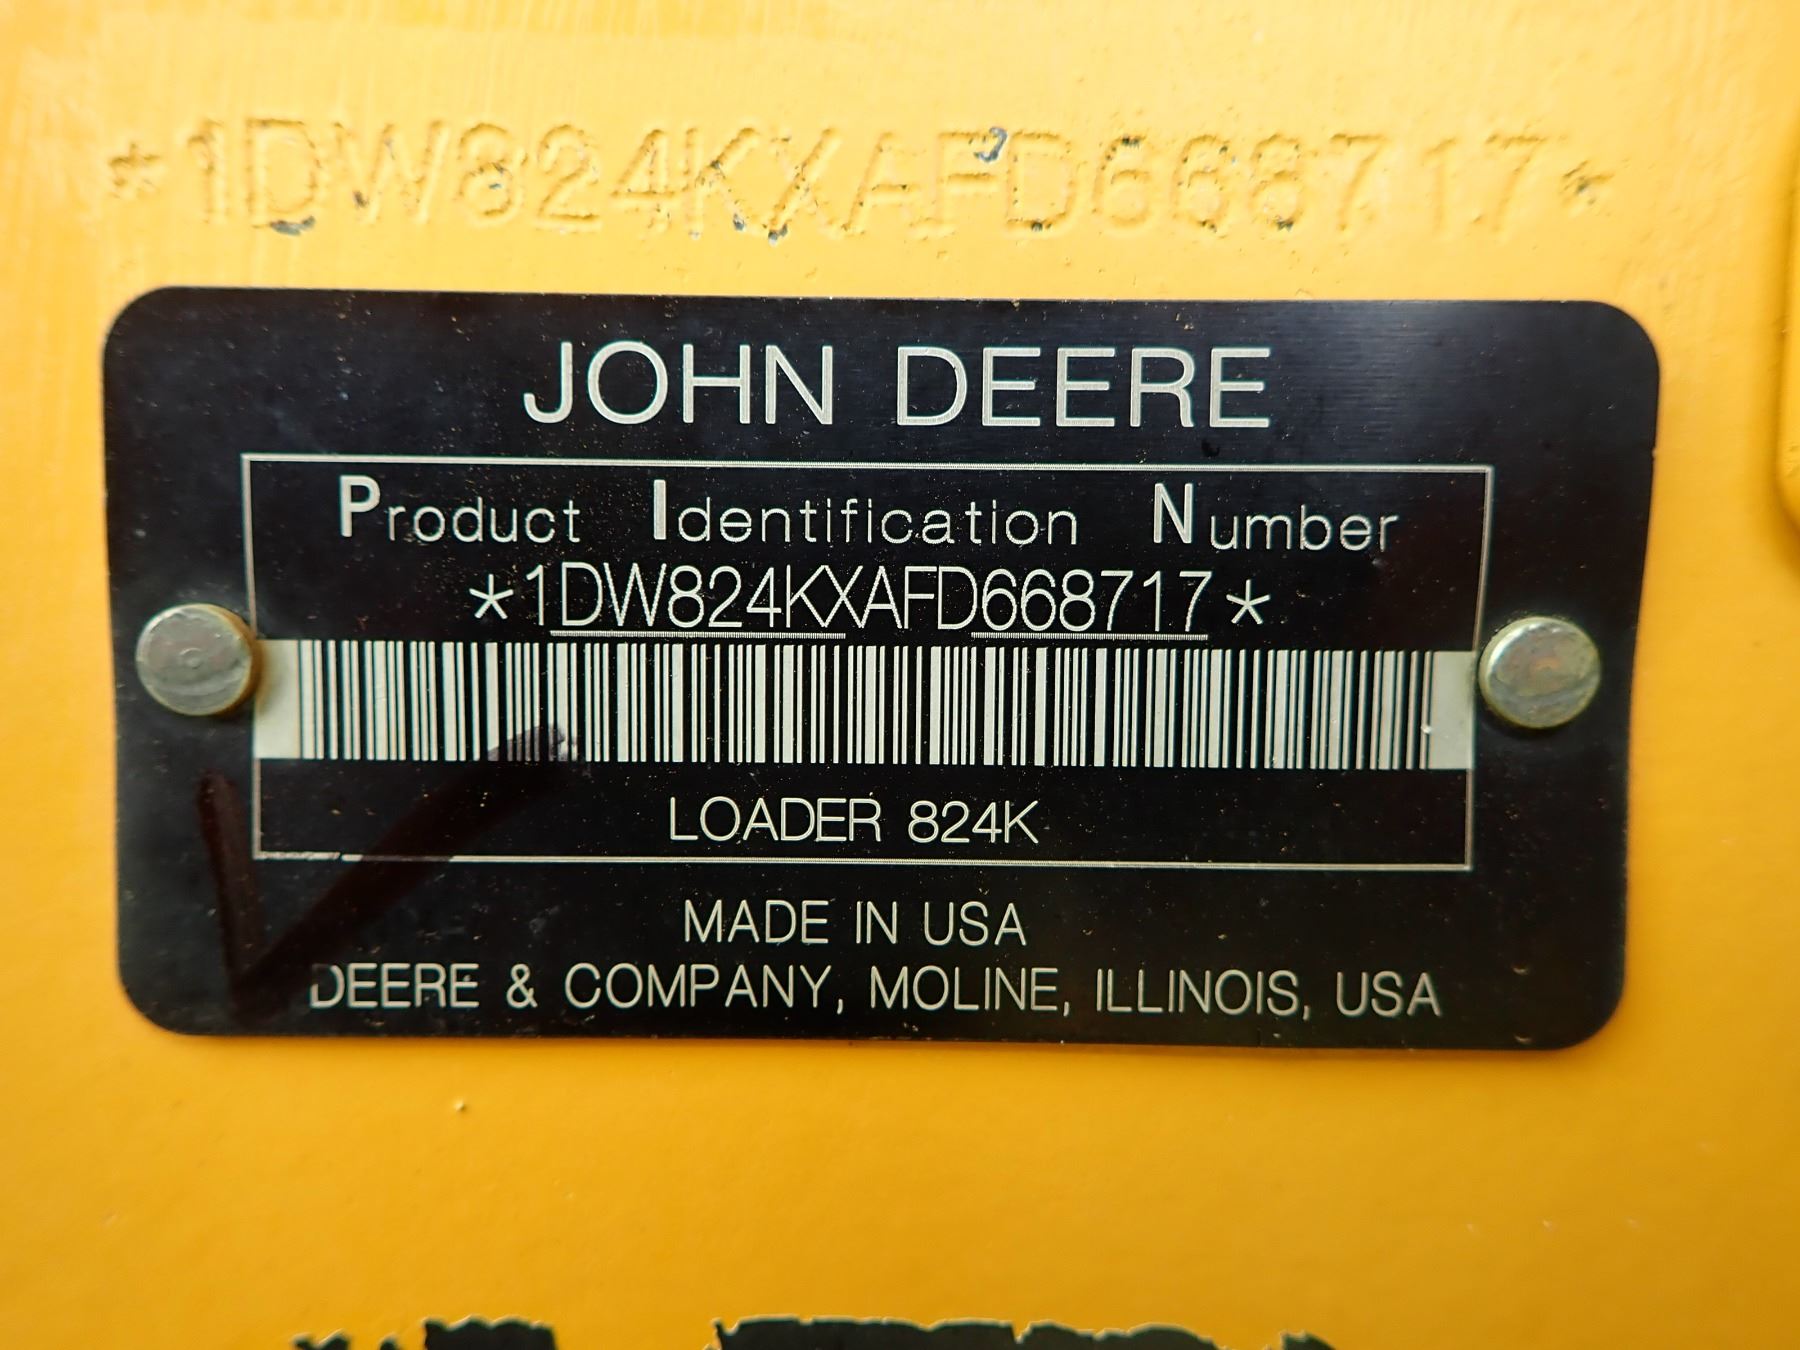 *1DW824KXAFD668717*
JOHN DEERE
Product Identification Number
*1DW824KXAFD668717*
LOADER 824K
MADE IN USA
DEERE & COMPANY, MOLINE, ILLINOIS, USA